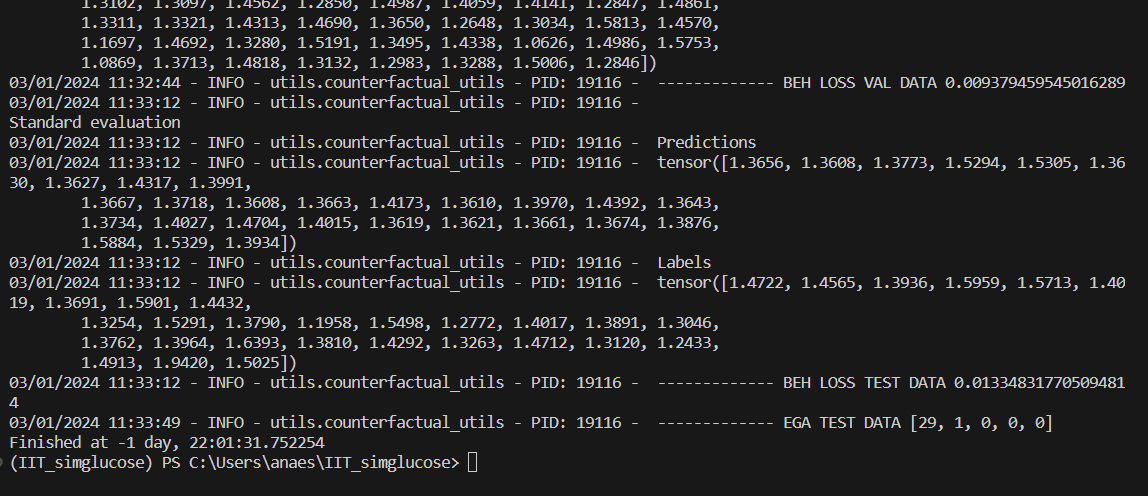 1.3102, 1.3097, 1.4562, 1.2850, 1.4987, 1.4059, 1.4141, 1.2847, 1.4861,
1.3311, 1.3321, 1.4313, 1.4690, 1.3650, 1.2648, 1.3034, 1.5813, 1.4570,
1.1697, 1.4692, 1.3280, 1.5191, 1.3495, 1.4338, 1.0626, 1.4986, 1.5753,
1.0869, 1.3713, 1.4818, 1.3132, 1.2983, 1.3288, 1.5006, 1.2846])
03/01/2024 11:32:44 - INFO - utils.counterfactual_utils - PID: 19116 -  ------------- BEH LOSS VAL DATA 0.009379459545016289
03/01/2024 11:33:12 - INFO - utils.counterfactual_utils - PID: 19116 -
Standard evaluation
03/01/2024 11:33:12 - INFO - utils.counterfactual_utils - PID: 19116 -  Predictions
03/01/2024 11:33:12 - INFO - utils.counterfactual_utils - PID: 19116 -  tensor([1.3656, 1.3608, 1.3773, 1.5294, 1.5305, 1.36
30, 1.3627, 1.4317, 1.3991,
1.3667, 1.3718, 1.3608, 1.3663, 1.4173, 1.3610, 1.3970, 1.4392, 1.3643,
1.3734, 1.4027, 1.4704, 1.4015, 1.3619, 1.3621, 1.3661, 1.3674, 1.3876,
1.5884, 1.5329, 1.3934])
03/01/2024 11:33:12 - INFO - utils.counterfactual_utils - PID: 19116 -  Labels
03/01/2024 11:33:12 - INFO - utils.counterfactual_utils - PID: 19116 -  tensor([1.4722, 1.4565, 1.3936, 1.5959, 1.5713, 1.40
19, 1.3691, 1.5901, 1.4432,
1.3254, 1.5291, 1.3790, 1.1958, 1.5498, 1.2772, 1.4017, 1.3891, 1.3046,
1.3762, 1.3964, 1.6393, 1.3810, 1.4292, 1.3263, 1.4712, 1.3120, 1.2433,
1.4913, 1.9420, 1.5025])
03/01/2024 11:33:12 - INFO - utils.counterfactual_utils - PID: 19116 -  ------------- BEH LOSS TEST DATA 0.01334831770509481
4
03/01/2024 11:33:49 - INFO - utils.counterfactual_utils - PID: 19116 -  ------------- EGA TEST DATA [29, 1, 0, 0, 0]
Finished at -1 day, 22:01:31.752254
(IIT_simglucose) PS C:\Users\anaes\IIT_simglucose>